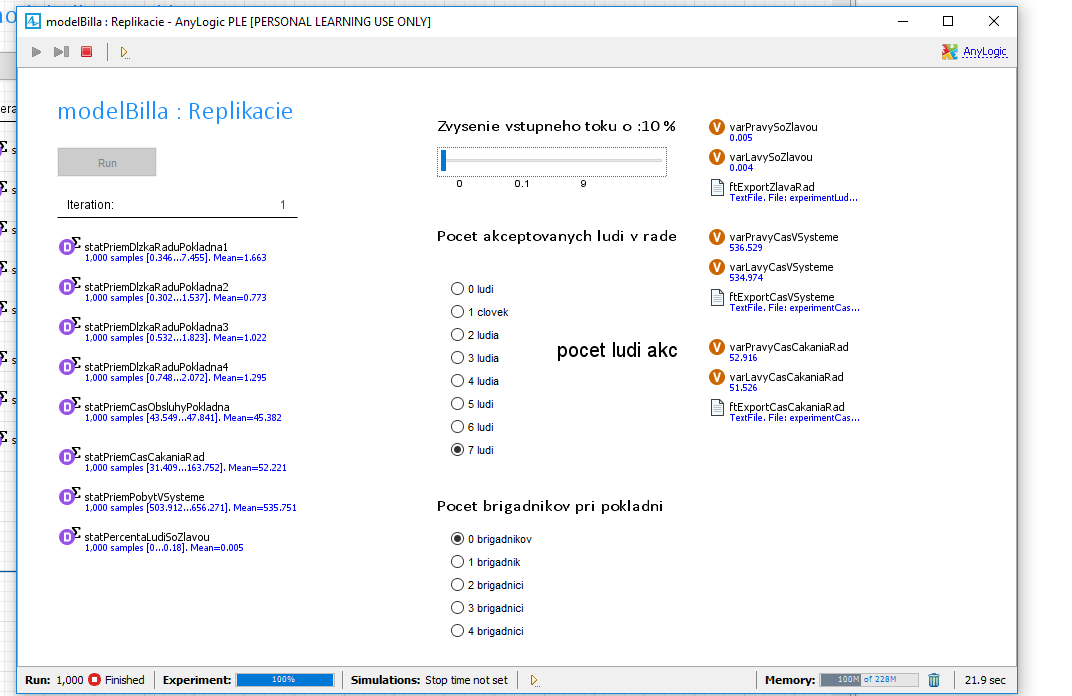 modelBilla : Replikacie - AnyLogic PLE [PERSONAL LEARNING USE ONLY]
AnyLogic
modelBilla : Replikacie
Run
Iteration: 1
statPriemDlzkaRaduPokladna1
1,000 samples [0.346...7.455]. Mean=1.663
statPriemDlzkaRaduPokladna2
1,000 samples [0.302...1.537]. Mean=0.773
statPriemDlzkaRaduPokladna3
1,000 samples [0.532...1.823]. Mean=1.022
statPriemDlzkaRaduPokladna4
1,000 samples [0.748...2.072]. Mean=1.295
statPriemCasObsluhyPokladna
1,000 samples [43.549...47.841]. Mean=45.382
statPriemCasCakaniaRad
1,000 samples [31.409...163.752]. Mean=52.221
statPriemPobytVSysteme
1,000 samples [503.912...656.271]. Mean=535.751
statPercentaLudiSoZlavou
1,000 samples [0...0.18]. Mean=0.005
Zvysenie vstupneho toku o :10 %
0 0.1 9
Pocet akceptovanych ludi v rade
0 ludi
1 clovek
2 ludia
3 ludia
4 ludia
5 ludi
6 ludi
7 ludi
pocet ludi akc
Pocet brigadnikov pri pokladni
0 brigadnikov
1 brigadnik
2 brigadnici
3 brigadnici
4 brigadnici
varPravySoZlavou
0.005
varLavySoZlavou
0.004
ftExportZlavaRad
TextFile. File: experimentLud...
varPravyCasVSysteme
536.529
varLavyCasVSysteme
534.974
ftExportCasVSysteme
TextFile. File: experimentCas...
varPravyCasCakaniaRad
52.916
varLavyCasCakaniaRad
51.526
ftExportCasCakaniaRad
TextFile. File: experimentCas...
Run: 1,000 Finished Experiment: 100% Simulations: Stop time not set Memory: 100M of 228M 21.9 sec